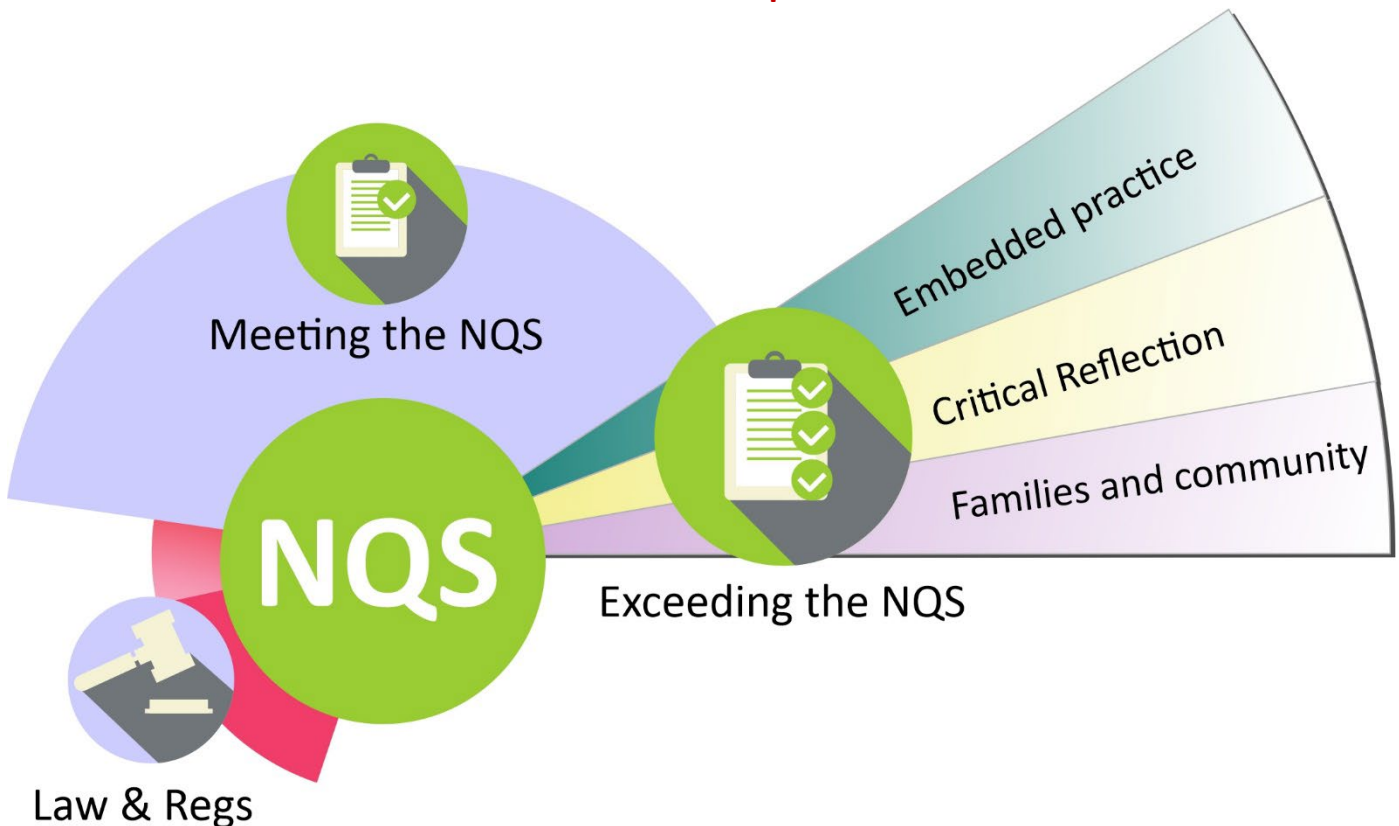 Meeting the NQS
Embedded practice
Critical Reflection
Families and community
NQS
Exceeding the NQS
Law & Regs